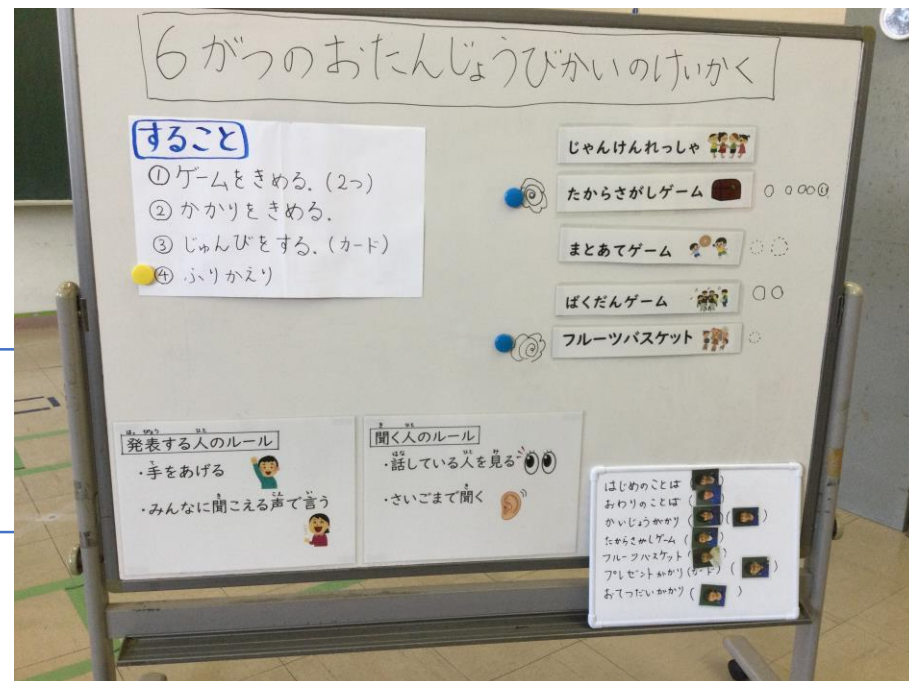 6がつのおたんじょうびかいのけいかく
すること
① ゲームをきめる.(2つ)
② かかりをきめる.
③ じゅんびをする.(カード)
④ ふりかえり
じゃんけんれっしゃ
たからさがしゲーム
まとあてゲーム
ばくだんゲーム
フルーツバスケット
発表する人のルール
・手をあげる
・みんなに聞こえる声で言う
聞く人のルール
・話している人を見る
・さいごまで聞く
はじめのことば
おわりのことば
かいじょうがかり( )( )
たからさがしゲーム( )
フルーツバスケット( )
プレゼントがかり(カード)( )
おてつだいがかり( )